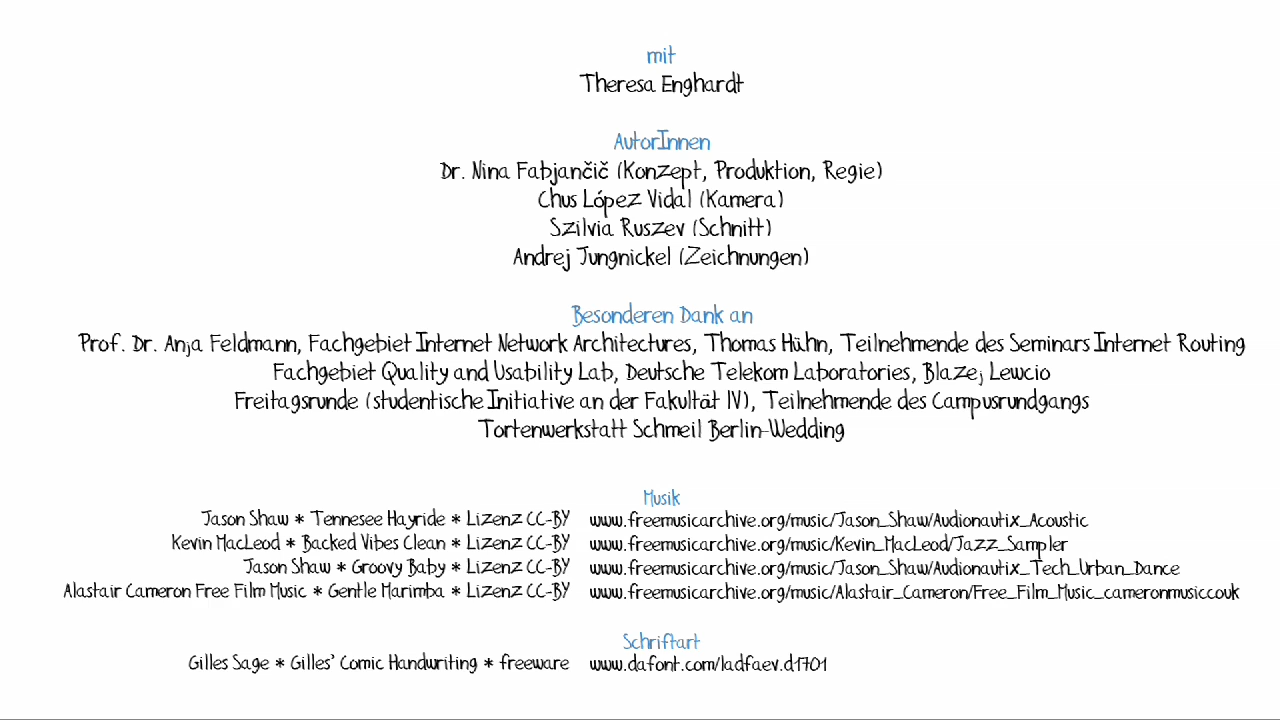 mit
Theresa Enghardt
AutorInnen
Dr. Nina Fabjančič (Konzept, Produktion, Regie)
Chus López Vidal (Kamera)
Szilvia Ruszev (Schnitt)
Andrej Jungnickel (Zeichnungen)
Besonderen Dank an
Prof. Dr. Anja Feldmann, Fachgebiet Internet Network Architectures, Thomas Hühn, Teilnehmende des Seminars Internet Routing
Fachgebiet Quality and Usability Lab, Deutsche Telekom Laboratories, Blazej Lewcio
Freitagsrunde (studentische Initiative an der Fakultät IV), Teilnehmende des Campusrundgangs
Tortenwerkstatt Schmeil Berlin-Wedding
Musik
Jason Shaw * Tennesee Hayride * Lizenz CC-BY www.freemusicarchive.org/music/Jason_Shaw/Audionautix_Acoustic
Kevin MacLeod * Backed Vibes Clean * Lizenz CC-BY www.freemusicarchive.org/music/Kevin_MacLeod/Jazz_Sampler
Jason Shaw * Groovy Baby * Lizenz CC-BY www.freemusicarchive.org/music/Jason_Shaw/Audionautix_Tech_Urban_Dance
Alastair Cameron Free Film Music * Gentle Marimba * Lizenz CC-BY www.freemusicarchive.org/music/Alastair_Cameron/Free_Film_Music_cameronmusiccouk
Schriftart
Gilles Sage * Gilles' Comic Handwriting * freeware www.dafont.com/ladfaev.d1701